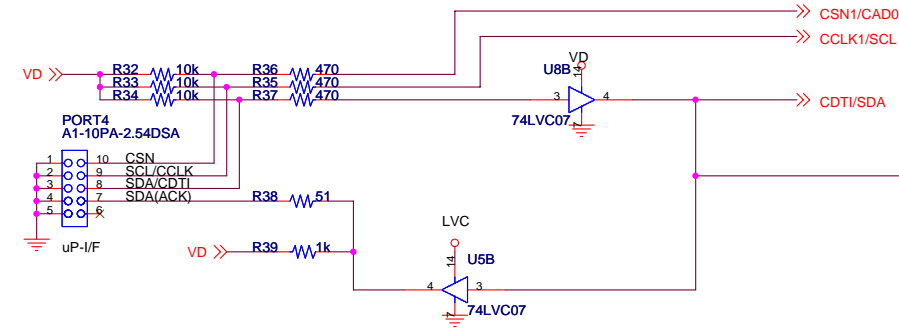 CSN1/CAD0
CCLK1/SCL
VD
R32 10k R36 470
R33 10k R35 470
R34 10k R37 470
VD
U8B
14
3 4
7
74LVC07
CDTI/SDA
PORT4
A1-10PA-2.54DSA
1 10 CSN
2 9 SCL/CCLK
3 8 SDA/CDTI
4 7 SDA(ACK)
5 6
uP-I/F
R38 51
VD R39 1k
LVC
14
U5B
4 3
7
74LVC07